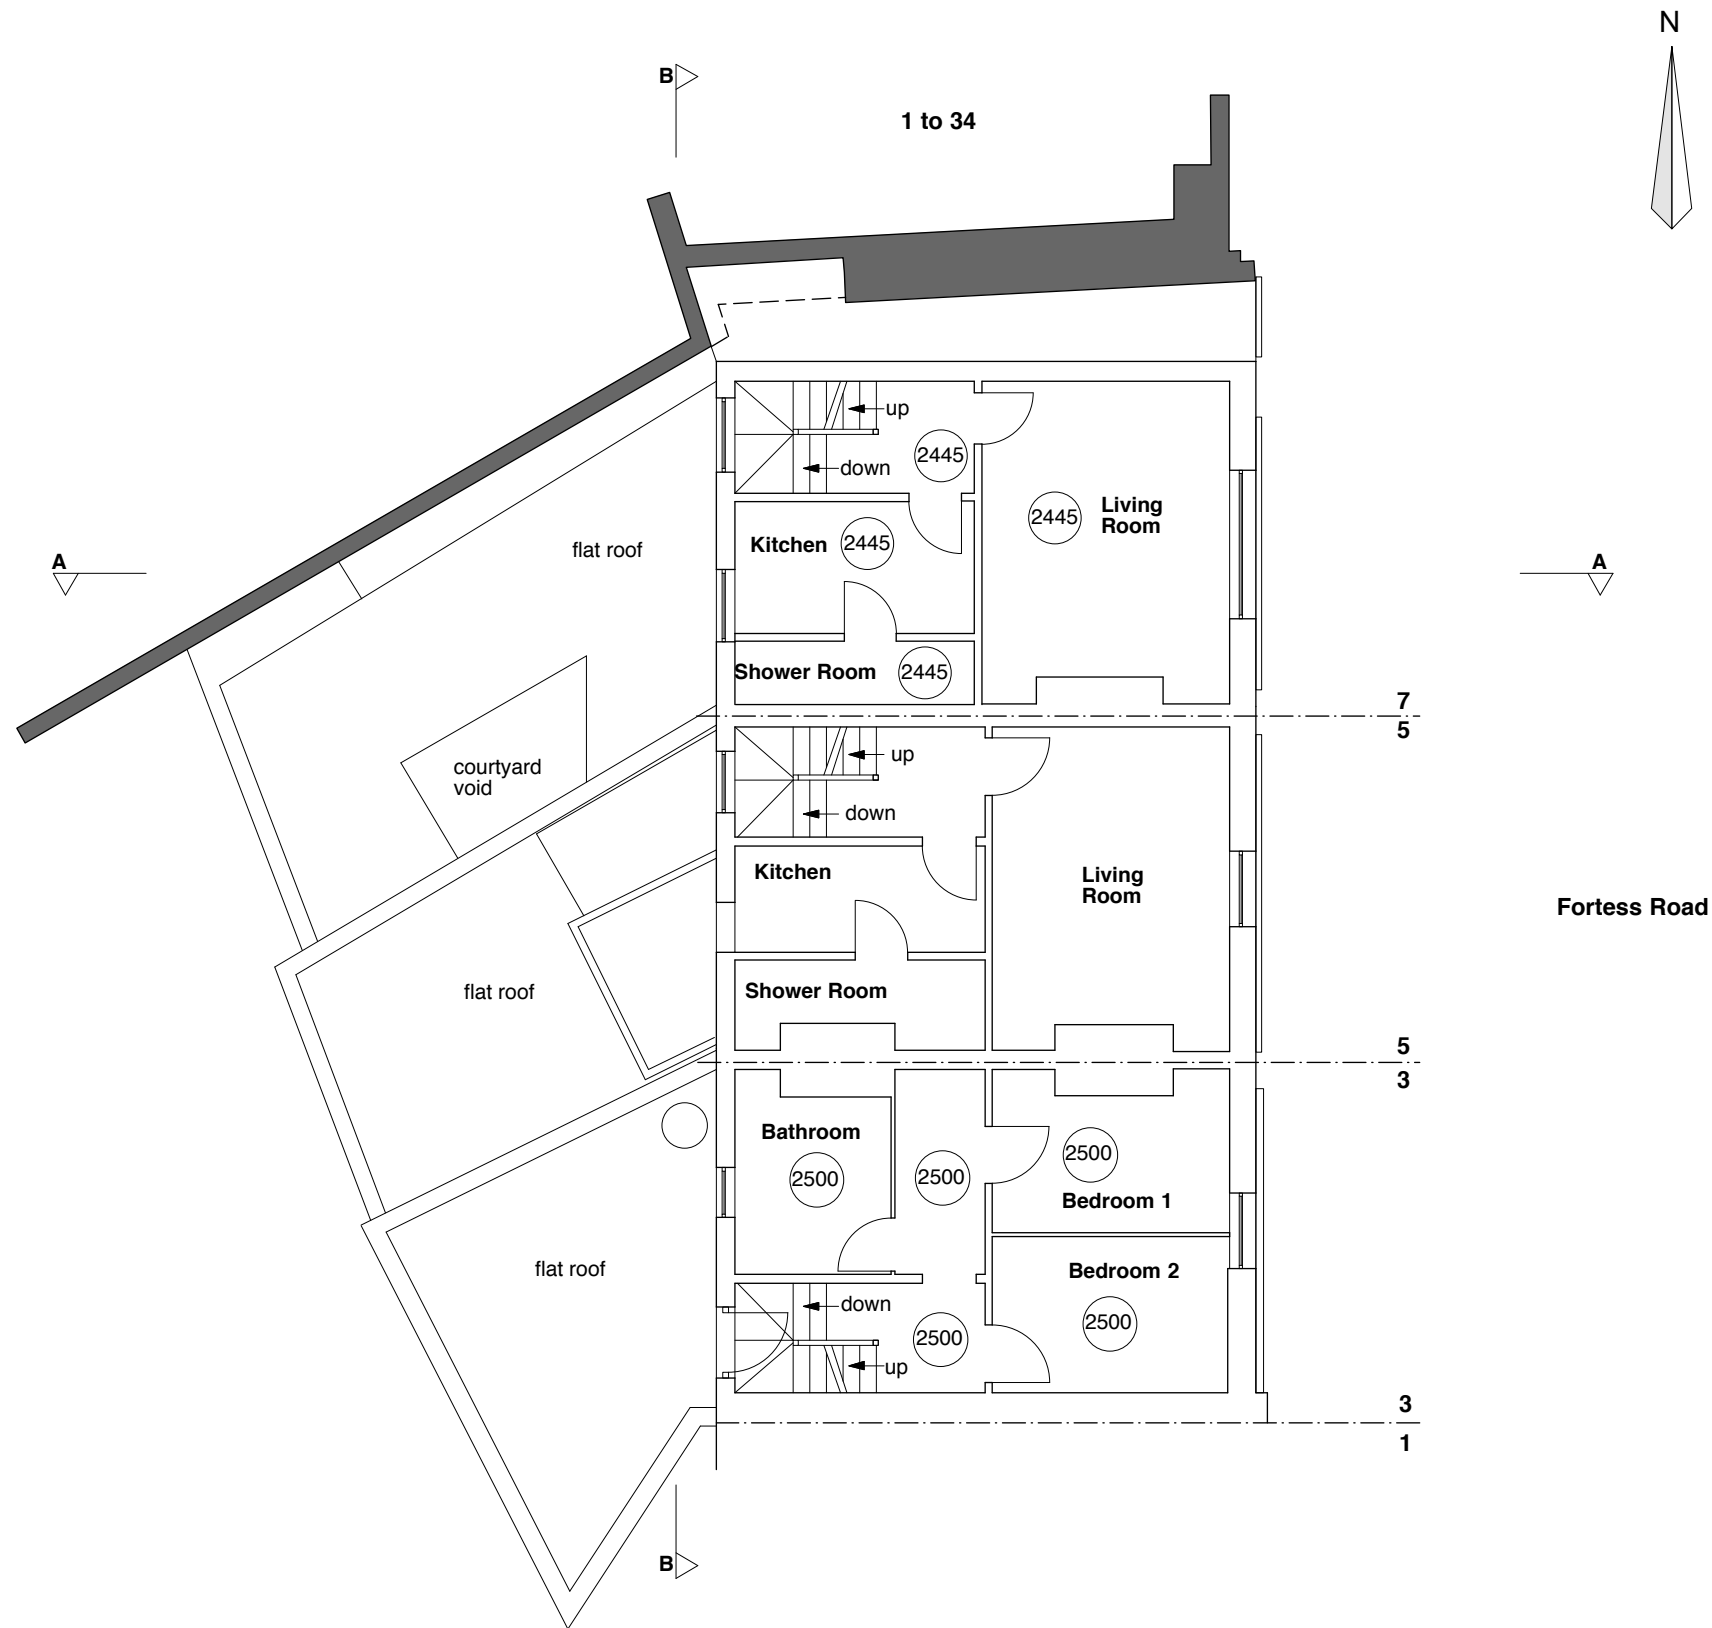 N
B
1 to 34
up
2445
down
Living
Room
2445
Kitchen
2445
flat roof
A
A
Shower Room
2445
7
5
courtyard
void
up
down
Kitchen
Living
Room
Fortess Road
flat roof
Shower Room
5
3
Bathroom
2500
2500
2500
Bedroom 1
flat roof
Bedroom 2
2500
down
2500
up
3
1
B